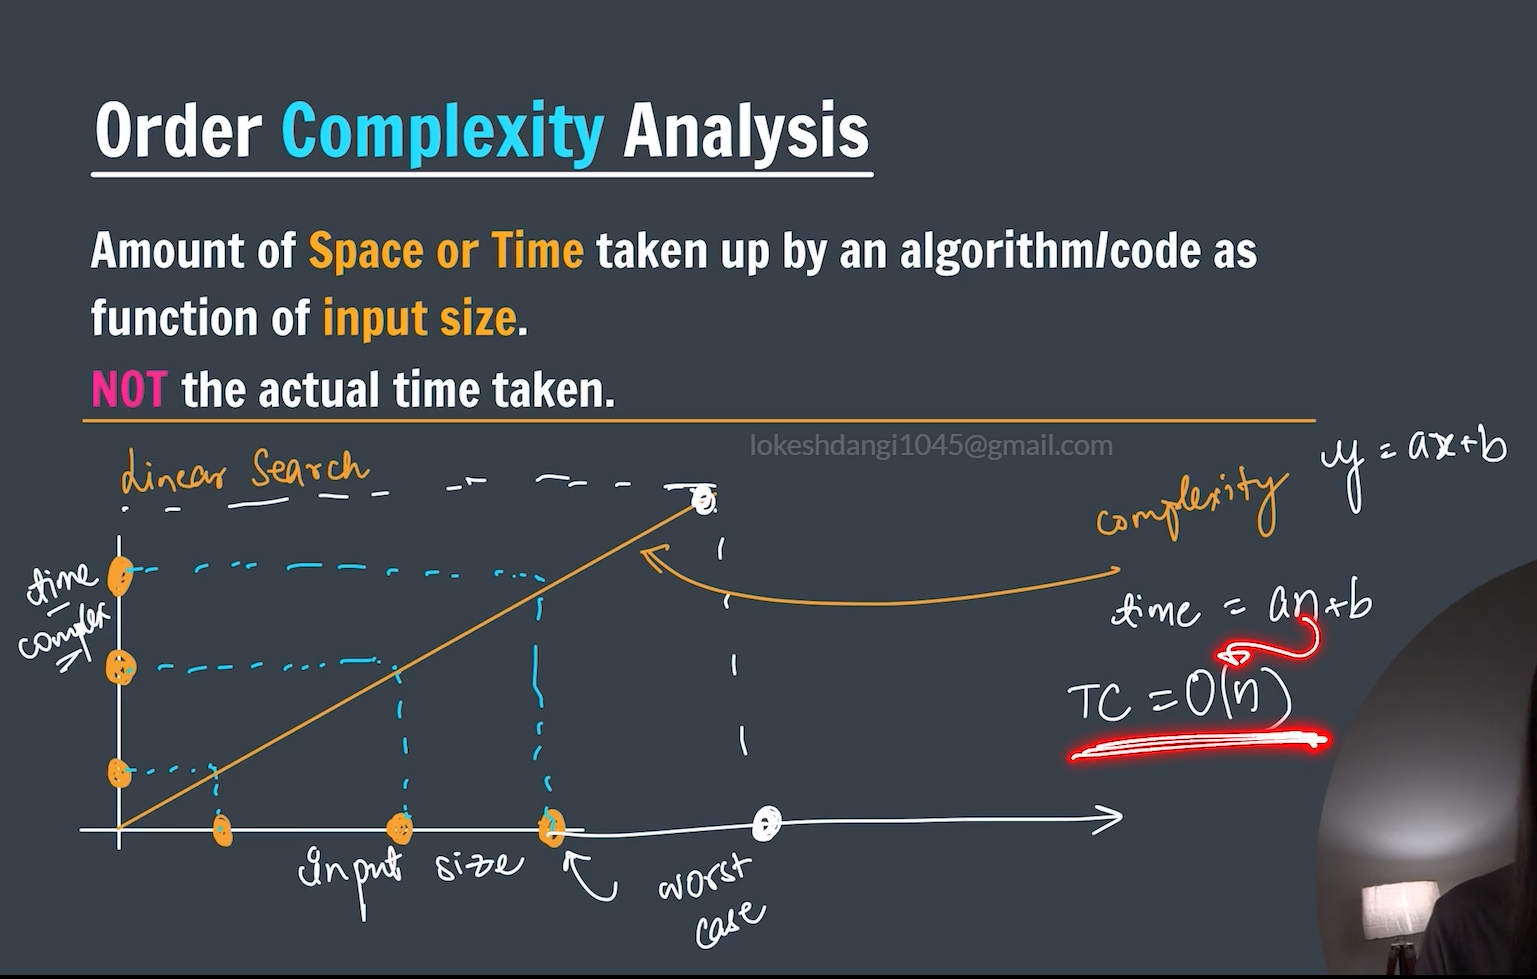 Order Complexity Analysis
Amount of Space or Time taken up by an algorithm/code as
function of input size.
NOT the actual time taken.
lokeshdangi1045@gmail.com
Linear Search
y = ax+b
complexity
time = an+b
TC = O(n)
time
complex
input size
worst
case